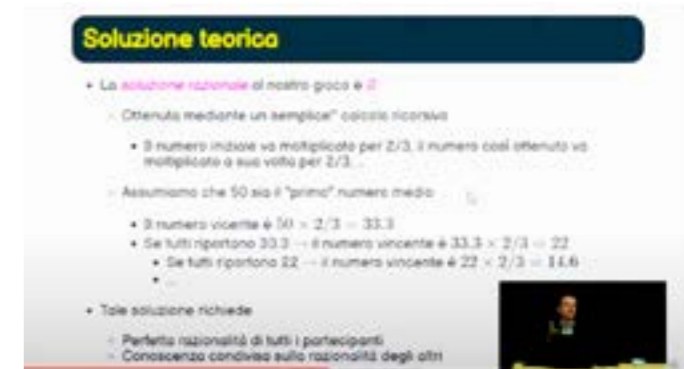 Soluzione teorica
• La soluzione razionale al nostro gioco è
– Ottenuta mediante un semplice" calcolo ricorsivo
• Il numero iniziale va moltiplicato per 2/3, il numero così ottenuto va
moltiplicato a sua volta per 2/3, ...
– Assumiamo che 50 sia il "primo" numero medio
• Il numero vicente è 50 × 2/3 = 33.3
• Se tutti riportano 33.3 → il numero vincente è 33.3 × 2/3 = 22
• Se tutti riportano 22 → il numero vincente è 22 × 2/3 = 14.6
• ...
• Tale soluzione richiede
– Perfetta razionalità di tutti i partecipanti
– Conoscenza condivisa sulla razionalità degli altri